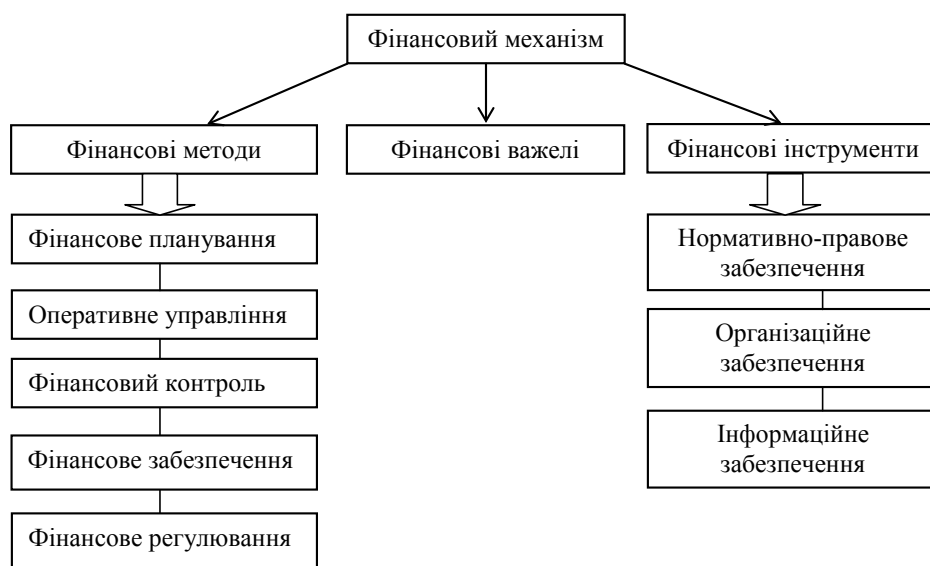 Фінансовий механізм
Фінансові методи
Фінансові важелі
Фінансові інструменти
Фінансове планування
Оперативне управління
Фінансовий контроль
Фінансове забезпечення
Фінансове регулювання
Нормативно-правове
забезпечення
Організаційне
забезпечення
Інформаційне
забезпечення